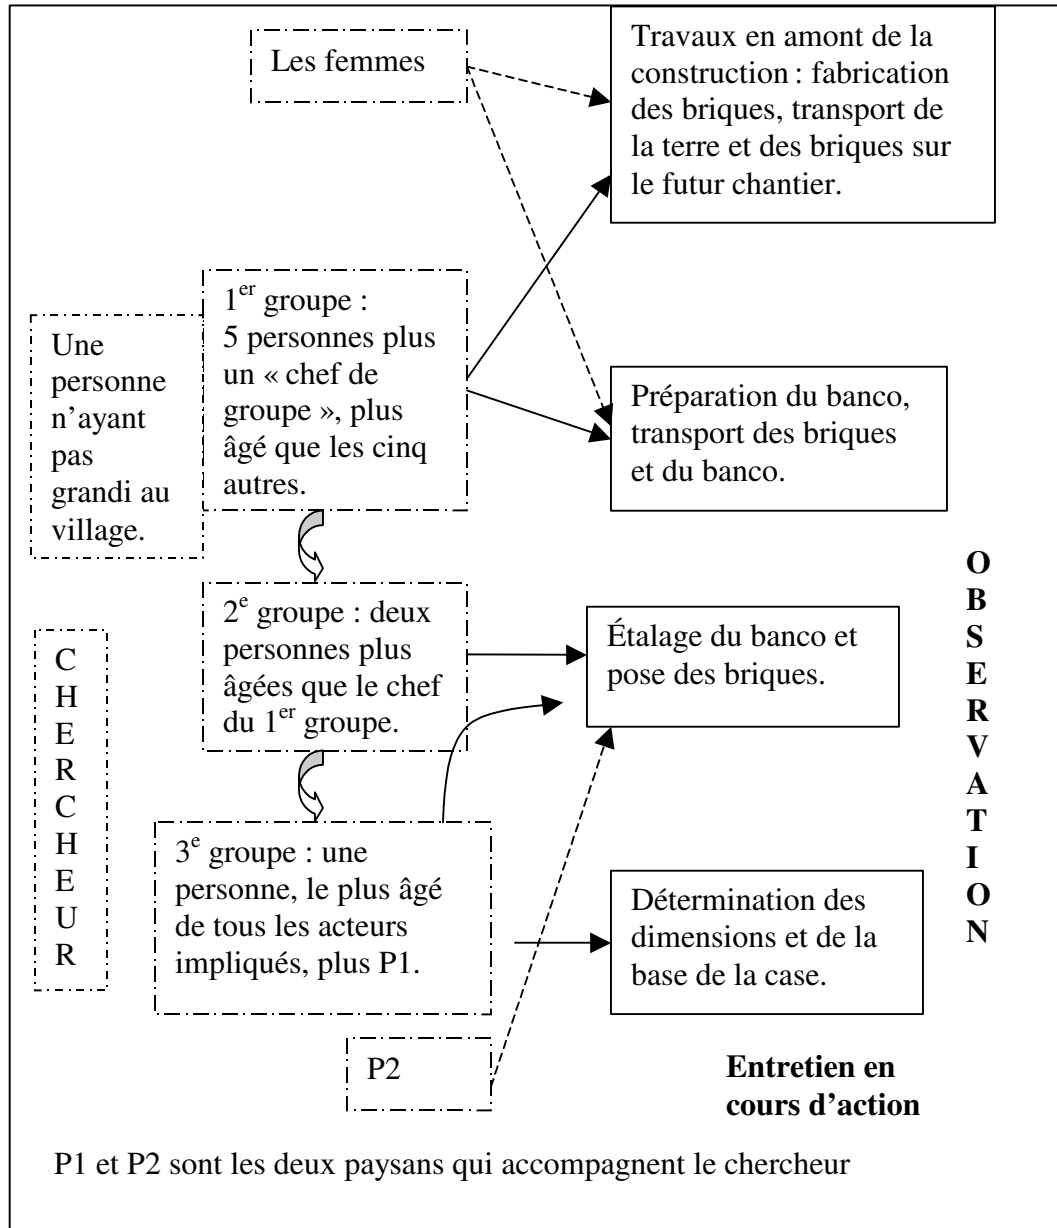 Les femmes
Travaux en amont de la
construction : fabrication
des briques, transport de
la terre et des briques sur
le futur chantier.
1er groupe :
5 personnes plus
un « chef de
groupe », plus
âgé que les cinq
autres.
Une
personne
n’ayant
pas
grandi au
village.
Préparation du banco,
transport des briques
et du banco.
2e groupe : deux
personnes plus
âgées que le chef
du 1er groupe.
Étalage du banco et
pose des briques.
C
H
E
R
C
H
E
U
R
O
B
S
E
R
V
A
T
I
O
N
3e groupe : une
personne, le plus âgé
de tous les acteurs
impliqués, plus P1.
Détermination des
dimensions et de la
base de la case.
P2
Entretien en
cours d’action
P1 et P2 sont les deux paysans qui accompagnent le chercheur